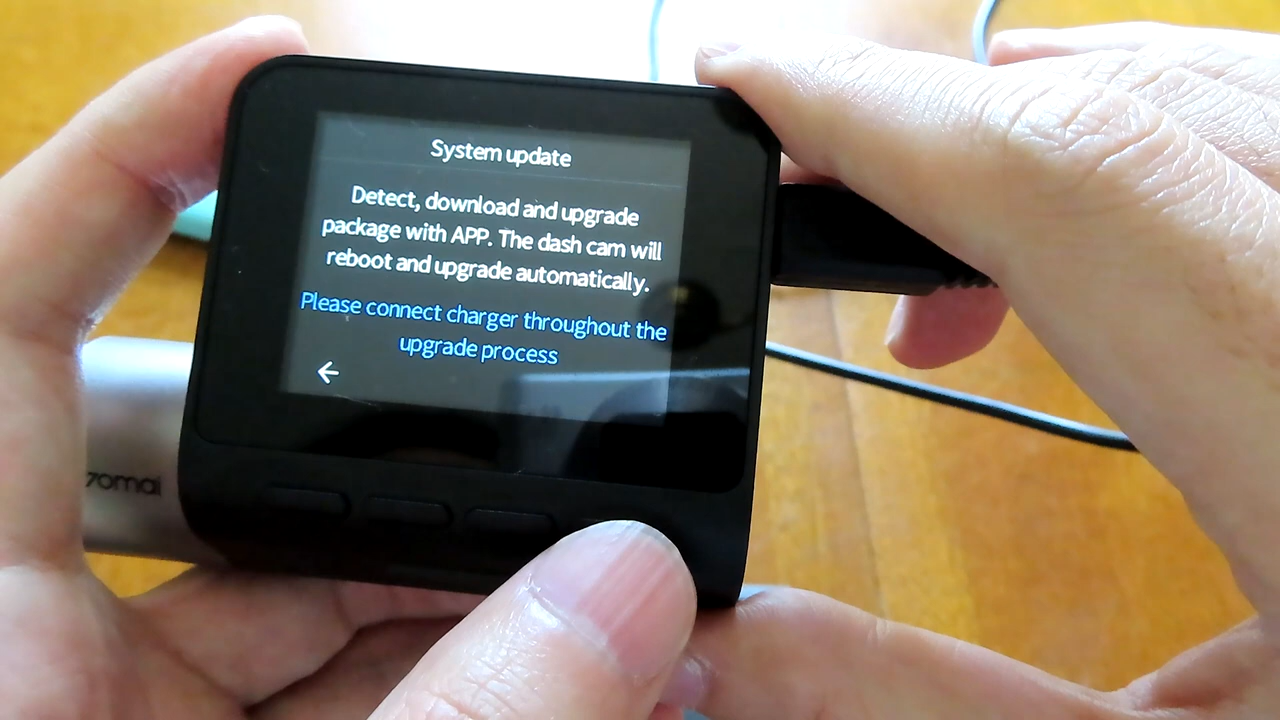 System update
Detect, download and upgrade
package with APP. The dash cam will
reboot and upgrade automatically.
Please connect charger throughout the
upgrade process
70mai